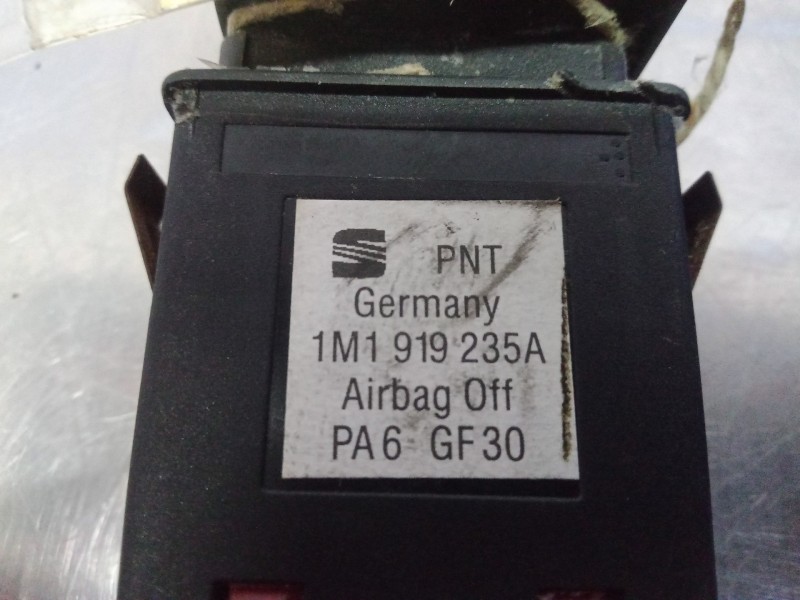 PNT
Germany
1M1 919 235A
Airbag Off
PA6 GF30